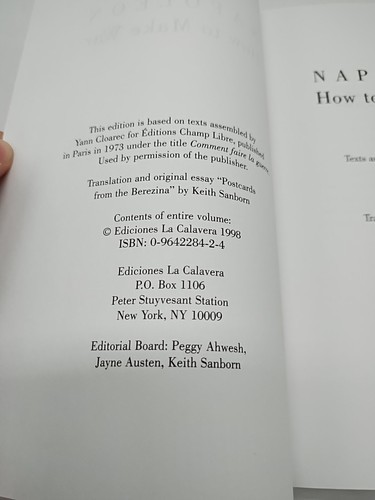 This edition is based on texts assembled by
Yann Cloarec for Éditions Champ Libre, published
in Paris in 1973 under the title Comment faire la guerre
Used by permission of the publisher.
Translation and original essay “Postcards
from the Berezina” by Keith Sanborn
Contents of entire volume:
© Ediciones La Calavera 1998
ISBN: 0-9642284-2-4
Ediciones La Calavera
P.O. Box 1106
Peter Stuyvesant Station
New York, NY 10009
Editorial Board: Peggy Ahwesh,
Jayne Austen, Keith Sanborn
NAP
How to
Texts a